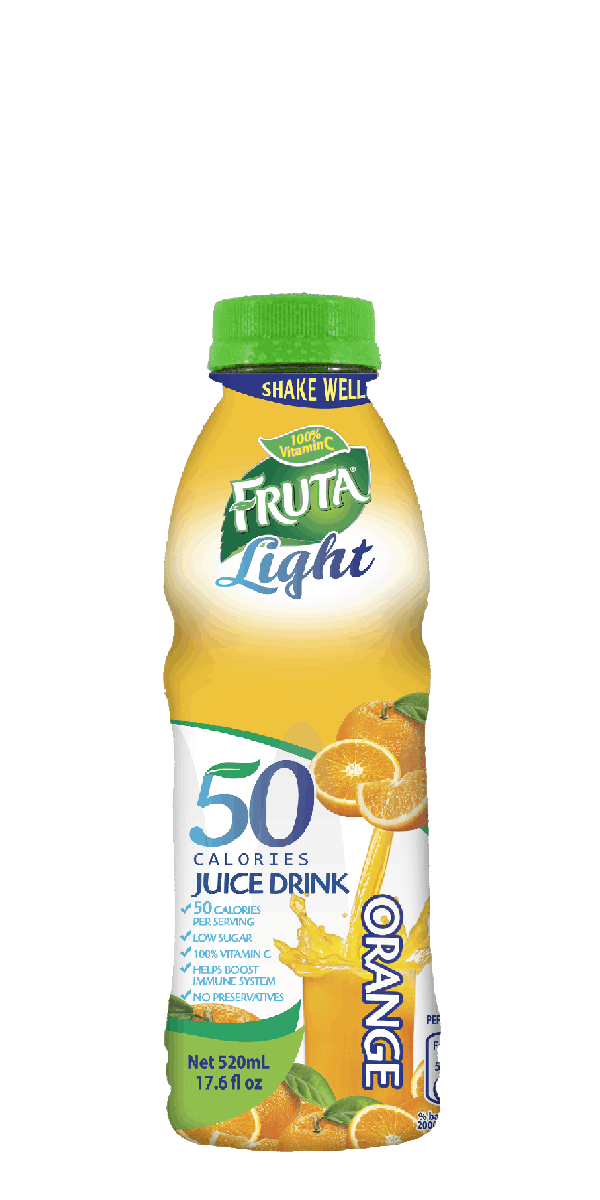 SHAKE WELL
100%
Vitamin C
FRUTA®
Light
50
CALORIES
JUICE DRINK
✓ 50 CALORIES
PER SERVING
✓ LOW SUGAR
✓ 100% VITAMIN C
✓ HELPS BOOST
IMMUNE SYSTEM
✓ NO PRESERVATIVES
ORANGE
Net 520mL
17.6 fl oz